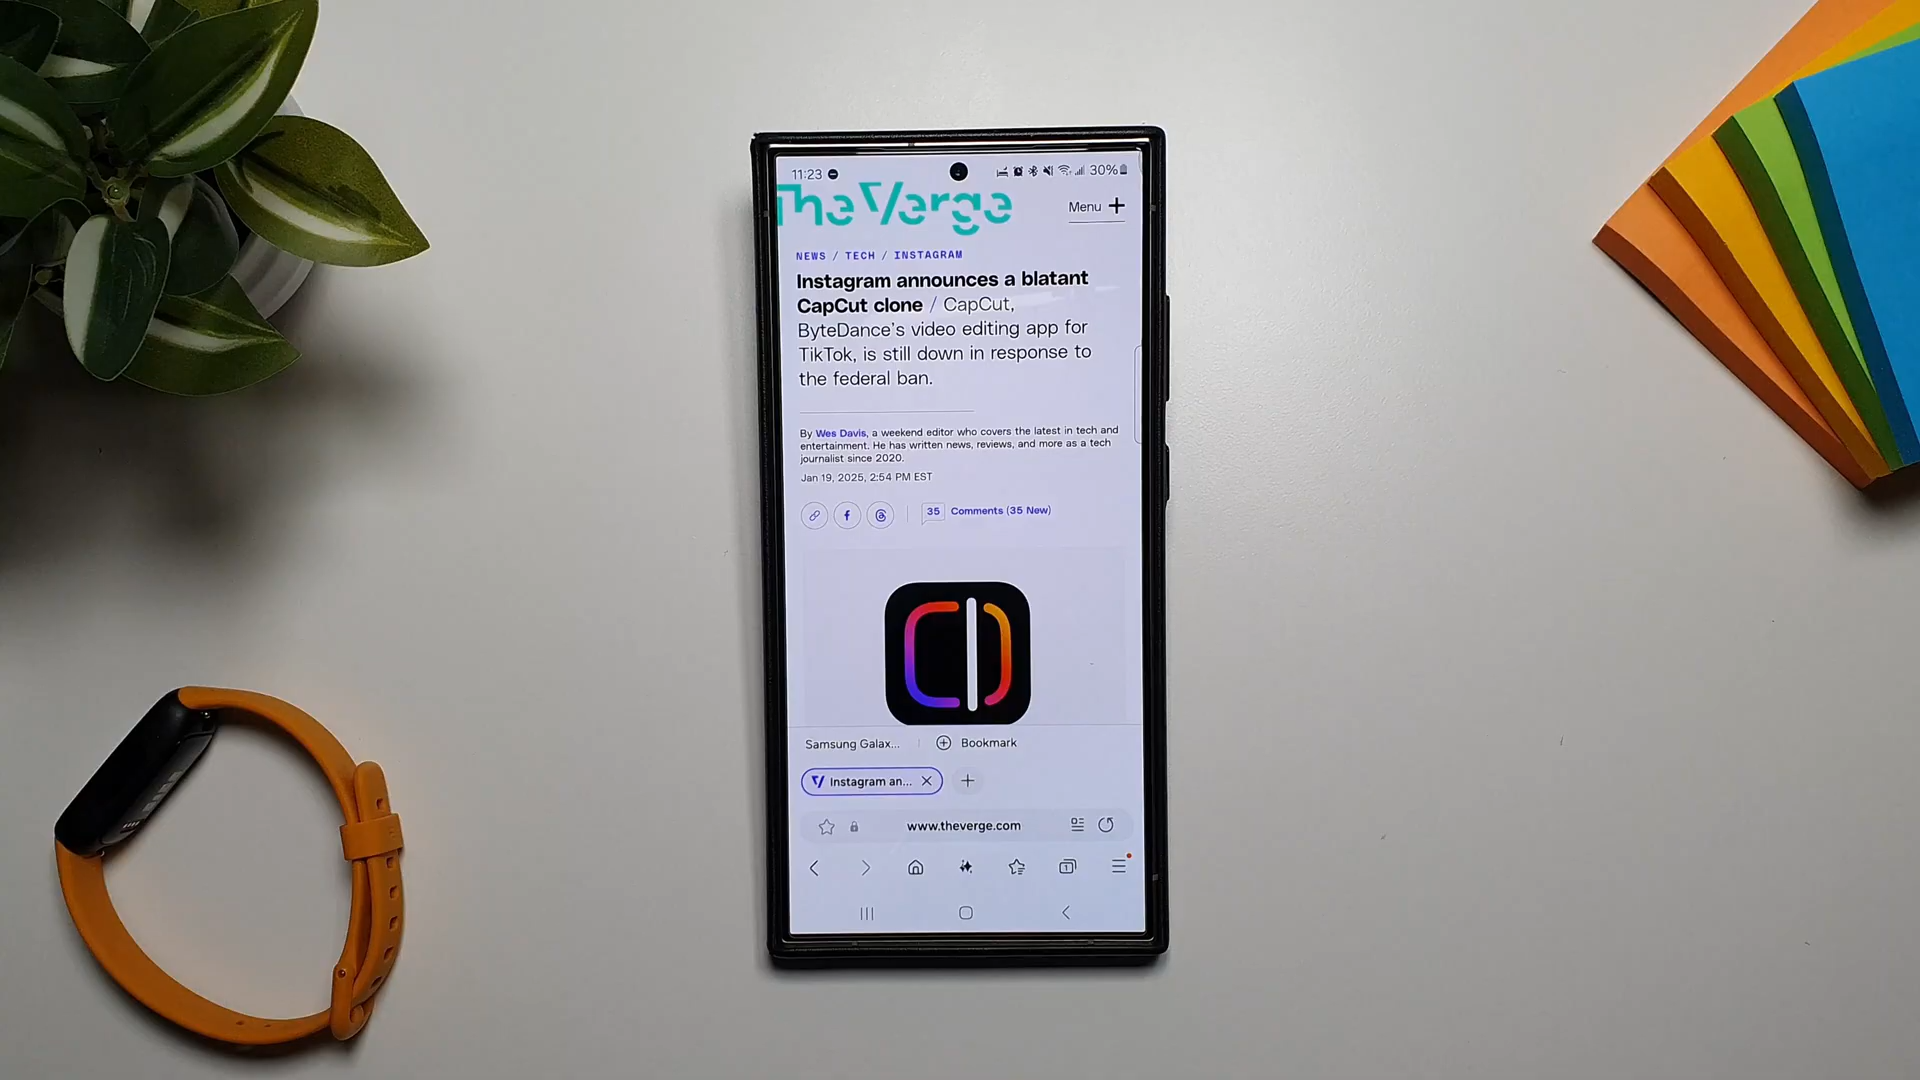 11:23
30%
The Verge
Menu +
NEWS / TECH / INSTAGRAM
Instagram announces a blatant
CapCut clone / CapCut,
ByteDance's video editing app for
TikTok, is still down in response to
the federal ban.
By Wes Davis, a weekend editor who covers the latest in tech and
entertainment. He has written news, reviews, and more as a tech
journalist since 2020.
Jan 19, 2025, 2:54 PM EST
35 Comments (35 New)
Samsung Galax... Bookmark
Instagram an...
www.theverge.com
1